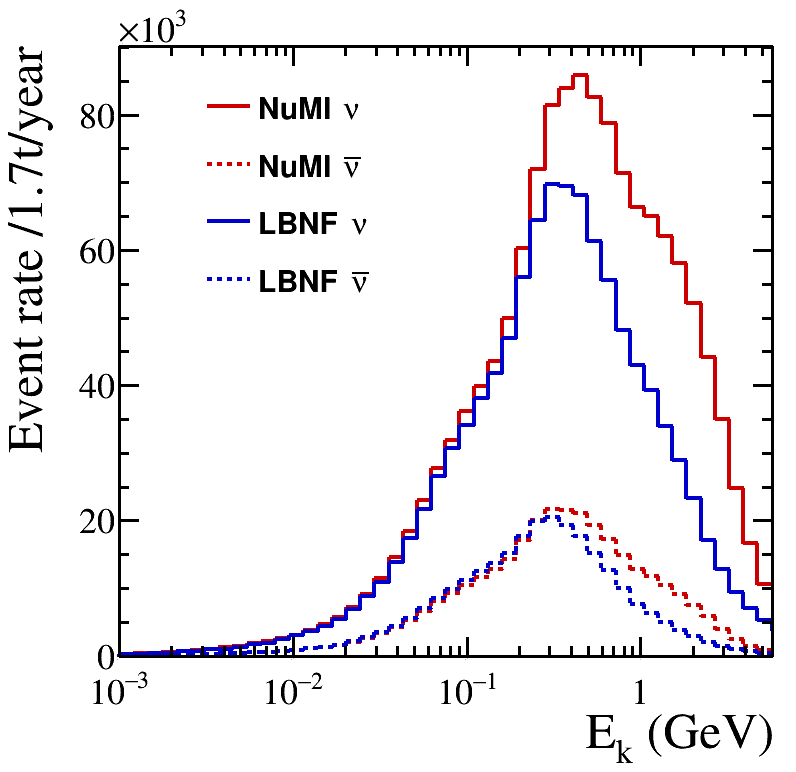 ×10³
Event rate /1.7t/year
80
60
40
20
0
NuMI ν
NuMI ν̅
LBNF ν
LBNF ν̅
10⁻³
10⁻²
10⁻¹
1
E_k (GeV)